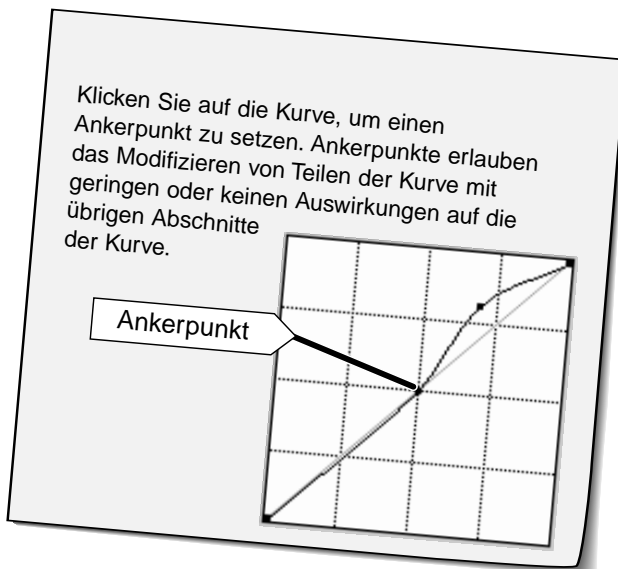 Klicken Sie auf die Kurve, um einen
Ankerpunkt zu setzen. Ankerpunkte erlauben
das Modifizieren von Teilen der Kurve mit
geringen oder keinen Auswirkungen auf die
übrigen Abschnitte
der Kurve.
Ankerpunkt